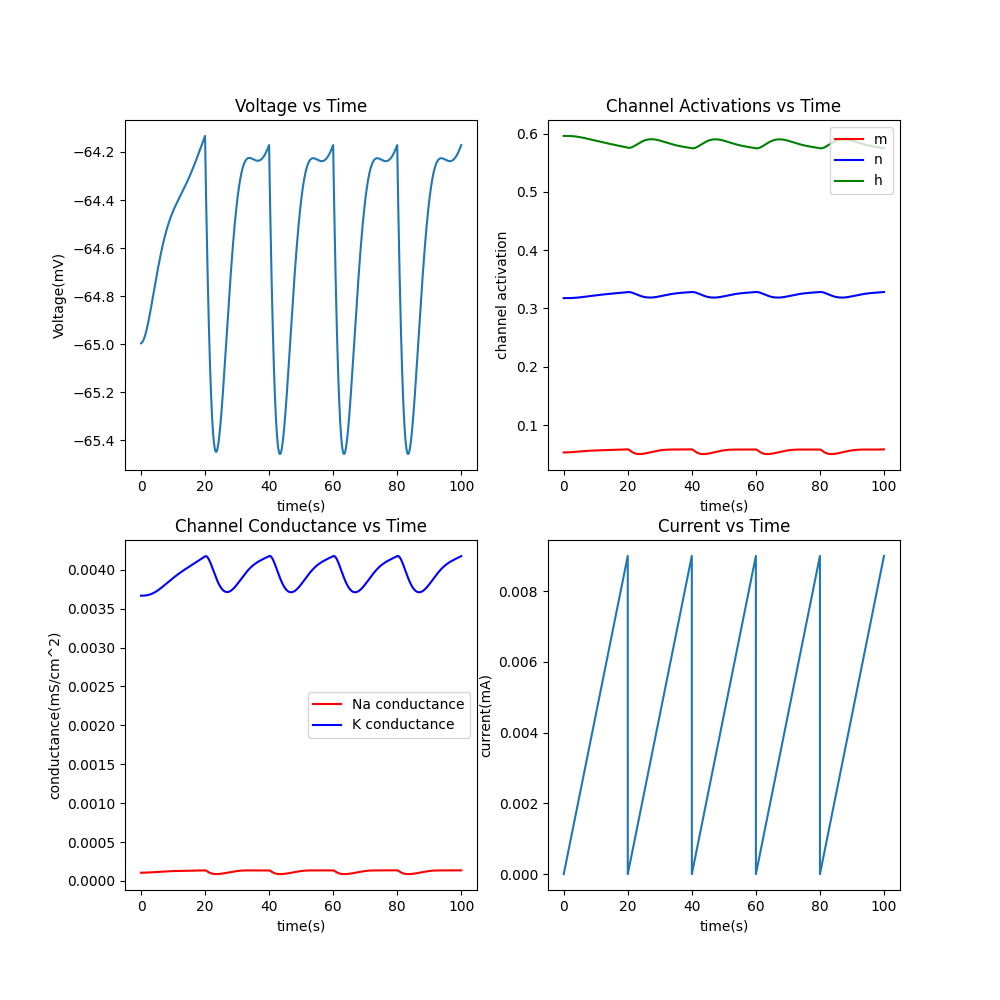 Voltage vs Time
−64.2
−64.4
−64.6
−64.8
−65.0
−65.2
−65.4
Voltage(mV)
0 20 40 60 80 100
time(s)
Channel Activations vs Time
0.6
0.5
0.4
0.3
0.2
0.1
channel activation
m
n
h
0 20 40 60 80 100
time(s)
Channel Conductance vs Time
0.0040
0.0035
0.0030
0.0025
0.0020
0.0015
0.0010
0.0005
0.0000
conductance(mS/cm^2)
Na conductance
K conductance
0 20 40 60 80 100
time(s)
Current vs Time
0.008
0.006
0.004
0.002
0.000
current(mA)
0 20 40 60 80 100
time(s)